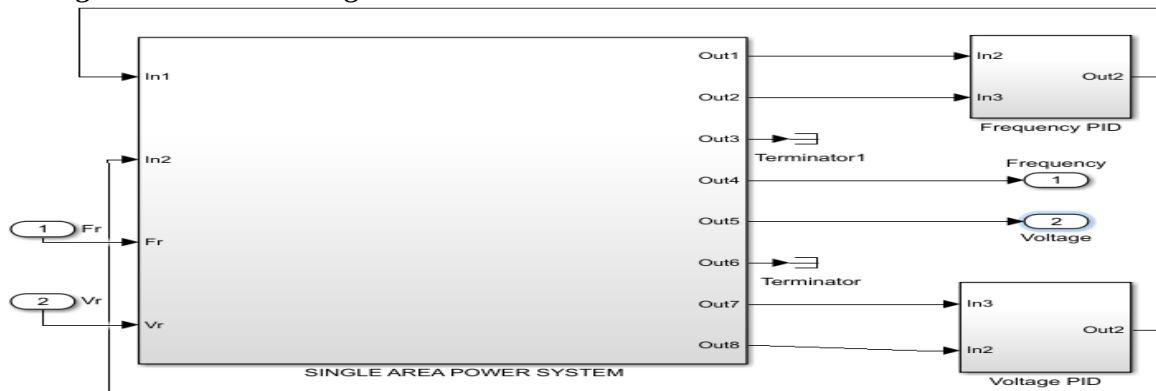 In1
In2
1 Fr
Fr
2 Vr
Vr
Out1
Out2
Out3
Out4
Out5
Out6
Out7
Out8
SINGLE AREA POWER SYSTEM
In2
In3
Out2
Frequency PID
Terminator1
Frequency
1
2
Voltage
Terminator
In3
In2
Out2
Voltage PID